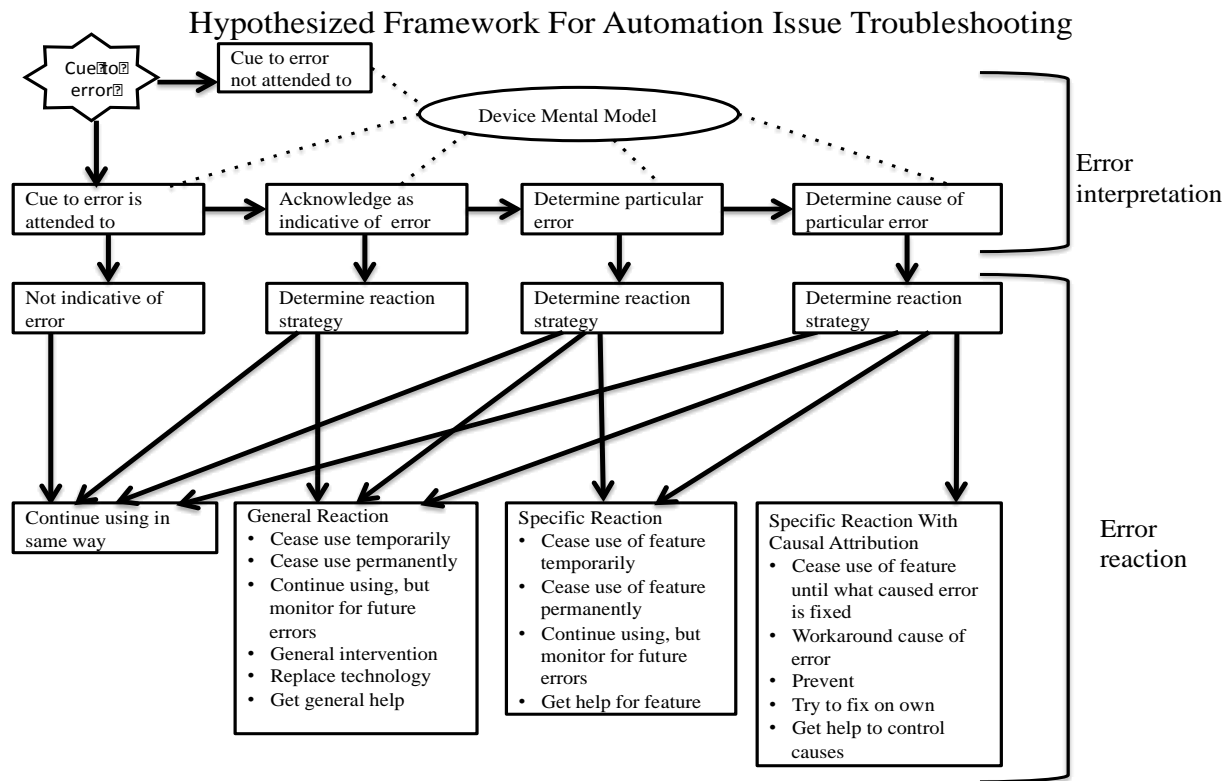 Hypothesized Framework For Automation Issue Troubleshooting
Cue to
error
Cue to error
not attended to
Device Mental Model
Error
interpretation
Cue to error is
attended to
Acknowledge as
indicative of error
Determine particular
error
Determine cause of
particular error
Not indicative of
error
Determine reaction
strategy
Determine reaction
strategy
Determine reaction
strategy
Continue using in
same way
General Reaction
• Cease use temporarily
• Cease use permanently
• Continue using, but
monitor for future
errors
• General intervention
• Replace technology
• Get general help
Specific Reaction
• Cease use of feature
temporarily
• Cease use of feature
permanently
• Continue using, but
monitor for future
errors
• Get help for feature
Specific Reaction With
Causal Attribution
• Cease use of feature
until what caused error
is fixed
• Workaround cause of
error
• Prevent
• Try to fix on own
• Get help to control
causes
Error
reaction